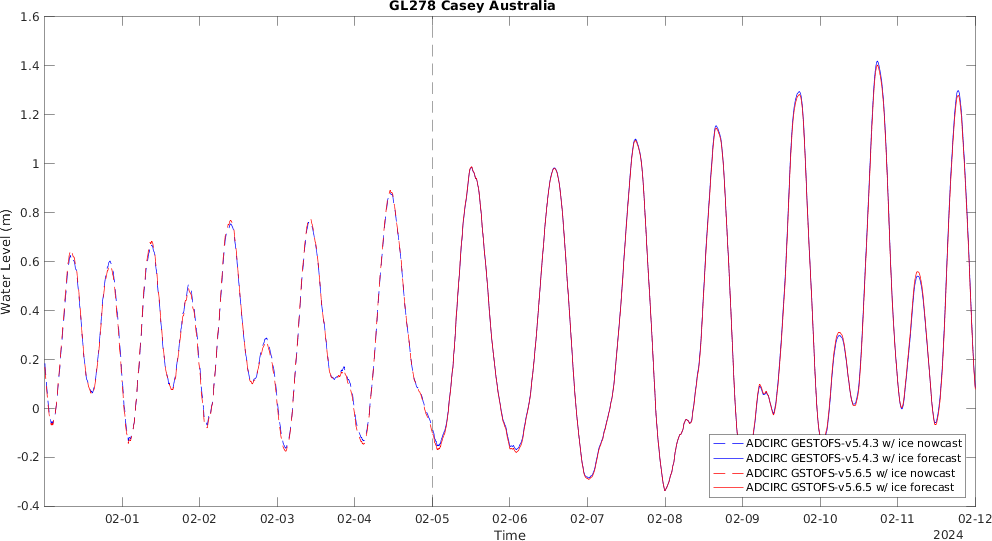 GL278 Casey Australia
1.6
1.4
1.2
1
0.8
0.6
0.4
0.2
0
-0.2
-0.4
Water Level (m)
ADCIRC GESTOFS-v5.4.3 w/ ice nowcast
ADCIRC GESTOFS-v5.4.3 w/ ice forecast
ADCIRC GSTOFS-v5.6.5 w/ ice nowcast
ADCIRC GSTOFS-v5.6.5 w/ ice forecast
02-01 02-02 02-03 02-04 02-05 02-06 02-07 02-08 02-09 02-10 02-11 02-12
Time
2024